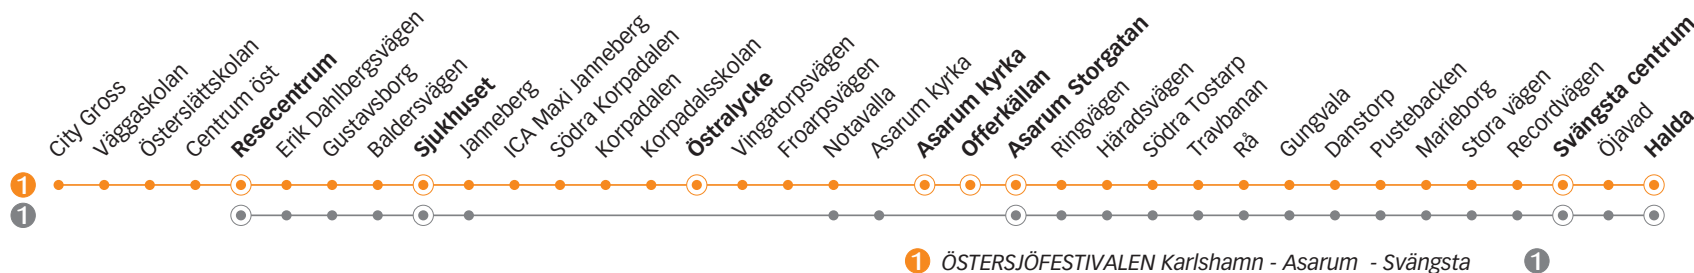 City Gross
Väggaskolan
Österslättskolan
Centrum öst
Resecentrum
Erik Dahlbergsvägen
Gustavsborg
Baldersvägen
Sjukhuset
Janneberg
ICA Maxi Janneberg
Södra Korpadalen
Korpadalen
Korpadalsskolan
Östralycke
Vingatorpsvägen
Froarpsvägen
Notavalla
Asarum kyrka
Asarum kyrka
Offerkällan
Asarum Storgatan
Ringvägen
Häradsvägen
Södra Tostarp
Travbanan
Rå
Gungvala
Danstorp
Pustebacken
Marieborg
Stora vägen
Recordvägen
Svängsta centrum
Öjavad
Halda
1
1
1 ÖSTERSJÖFESTIVALEN Karlshamn - Asarum - Svängsta 1